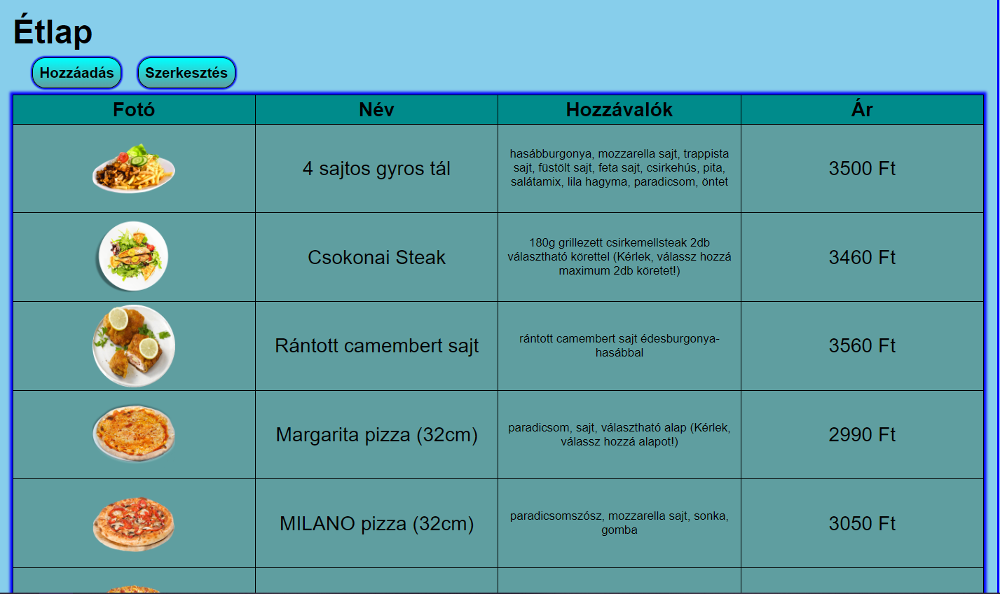 Étlap
Hozzáadás Szerkesztés
Fotó Név Hozzávalók Ár
4 sajtos gyros tál
hasábburgonya, mozzarella sajt, trappista
sajt, füstölt sajt, feta sajt, csirkehús, pita,
salátamix, lila hagyma, paradicsom, öntet
3500 Ft
Csokonai Steak
180g grillezett csirkemellsteak 2db
választható körettel (Kérlek, válassz hozzá
maximum 2db köretet!)
3460 Ft
Rántott camembert sajt
rántott camembert sajt édesburgonya-
hasábbal
3560 Ft
Margarita pizza (32cm)
paradicsom, sajt, választható alap (Kérlek,
válassz hozzá alapot!)
2990 Ft
MILANO pizza (32cm)
paradicsomszósz, mozzarella sajt, sonka,
gomba
3050 Ft